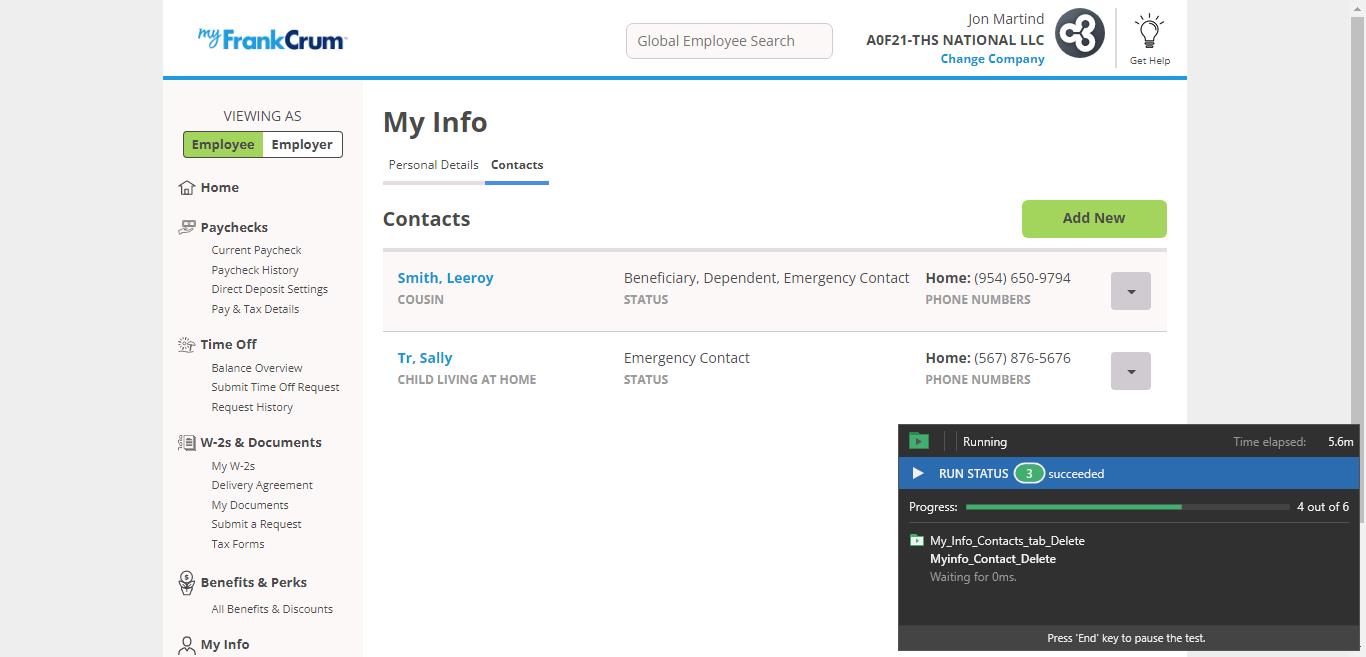 myFrankCrum
Global Employee Search
Jon Martind
A0F21-THS NATIONAL LLC
Change Company
Get Help
VIEWING AS
Employee Employer
Home
Paychecks
Current Paycheck
Paycheck History
Direct Deposit Settings
Pay & Tax Details
Time Off
Balance Overview
Submit Time Off Request
Request History
W-2s & Documents
My W-2s
Delivery Agreement
My Documents
Submit a Request
Tax Forms
Benefits & Perks
All Benefits & Discounts
My Info
My Info
Personal Details Contacts
Contacts
Add New
Smith, Leeroy Beneficiary, Dependent, Emergency Contact Home: (954) 650-9794
COUSIN STATUS PHONE NUMBERS
Tr, Sally Emergency Contact Home: (567) 876-5676
CHILD LIVING AT HOME STATUS PHONE NUMBERS
Running Time elapsed: 5.6m
RUN STATUS 3 succeeded
Progress: 4 out of 6
My_Info_Contacts_tab_Delete
Myinfo_Contact_Delete
Waiting for 0ms.
Press 'End' key to pause the test.